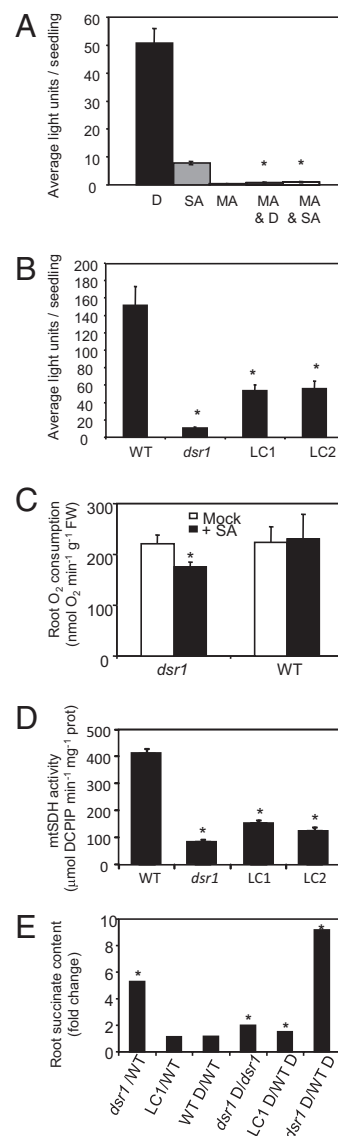 A
Average light units / seedling
60
50
40
30
20
10
0
* *
D SA MA MA & D MA & SA
B
Average light units / seedling
200
180
160
140
120
100
80
60
40
20
0
* * *
WT dsr1 LC1 LC2
C
Root O2 consumption
(nmol O2 min-1 g-1 FW)
300
200
100
0
Mock
+ SA
*
dsr1 WT
D
mtSDH activity
(µmol DCPIP min-1 mg-1 prot)
500
400
300
200
100
0
* * *
WT dsr1 LC1 LC2
E
Root succinate content
(fold change)
10
8
6
4
2
0
* * * *
dsr1/WT
LC1/WT
WT D/WT
dsr1 D/dsr1
LC1 D/WT D
dsr1 D/WT D